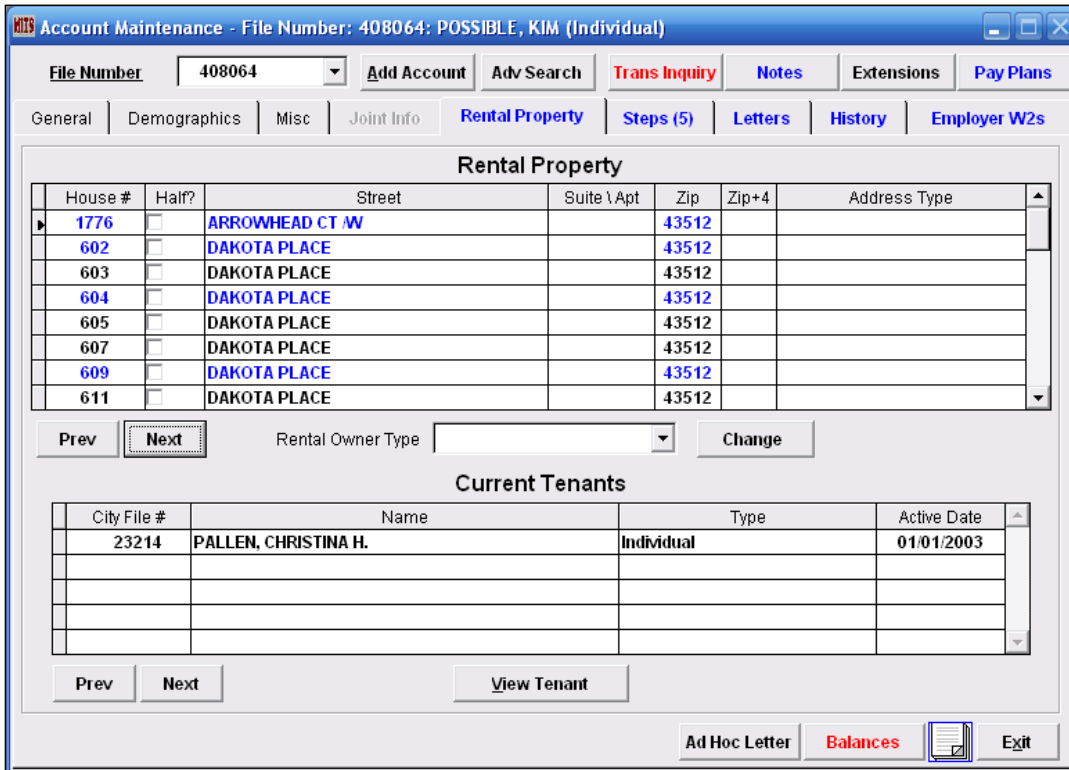 MITS Account Maintenance - File Number: 408064: POSSIBLE, KIM (Individual)
File Number 408064 Add Account Adv Search Trans Inquiry Notes Extensions Pay Plans
General Demographics Misc Joint Info Rental Property Steps (5) Letters History Employer W2s
Rental Property
House # Half? Street Suite \ Apt Zip Zip+4 Address Type
1776 ARROWHEAD CT /W 43512
602 DAKOTA PLACE 43512
603 DAKOTA PLACE 43512
604 DAKOTA PLACE 43512
605 DAKOTA PLACE 43512
607 DAKOTA PLACE 43512
609 DAKOTA PLACE 43512
611 DAKOTA PLACE 43512
Prev Next Rental Owner Type Change
Current Tenants
City File # Name Type Active Date
23214 PALLEN, CHRISTINA H. Individual 01/01/2003
Prev Next View Tenant
Ad Hoc Letter Balances Exit